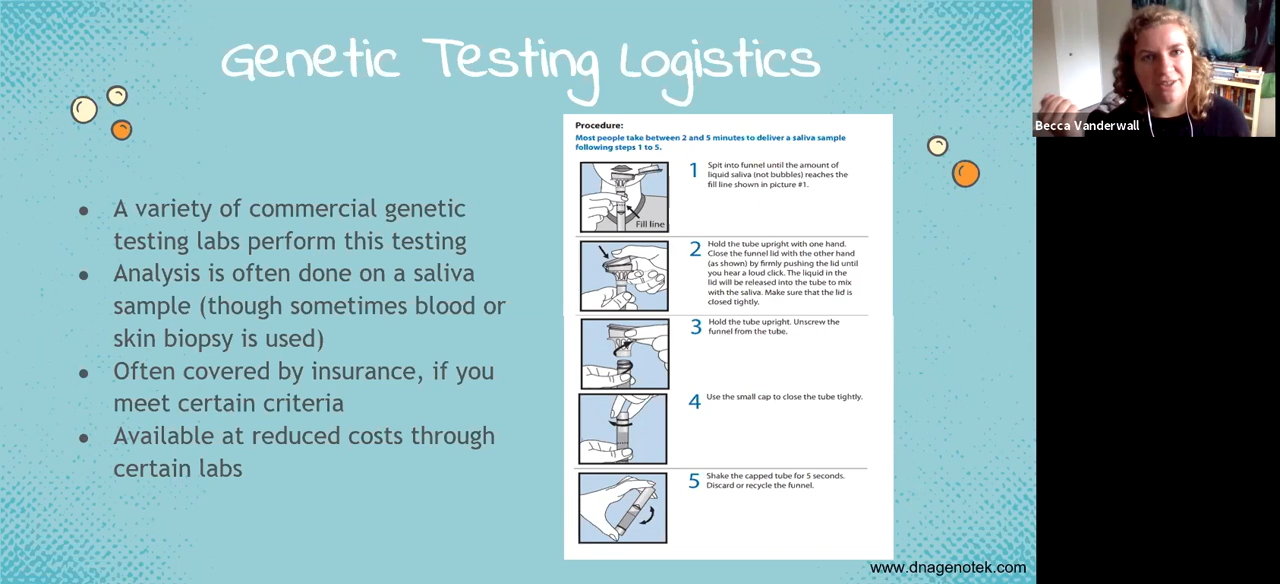 Genetic Testing Logistics
A variety of commercial genetic
testing labs perform this testing
Analysis is often done on a saliva
sample (though sometimes blood or
skin biopsy is used)
Often covered by insurance, if you
meet certain criteria
Available at reduced costs through
certain labs
Procedure:
Most people take between 2 and 5 minutes to deliver a saliva sample
following steps 1 to 5.
Fill line
1
Spit into funnel until the amount of
liquid saliva (not bubbles) reaches the
fill line shown in picture #1.
2
Hold the tube upright with one hand.
Close the funnel lid with the other hand
(as shown) by firmly pushing the lid until
you hear a loud click. The liquid in the
lid will be released into the tube to mix
with the saliva. Make sure that the lid is
closed tightly.
3
Hold the tube upright. Unscrew the
funnel from the tube.
4
Use the small cap to close the tube tightly.
5
Shake the capped tube for 5 seconds.
Discard or recycle the funnel.
www.dnagenotek.com
Becca Vanderwall